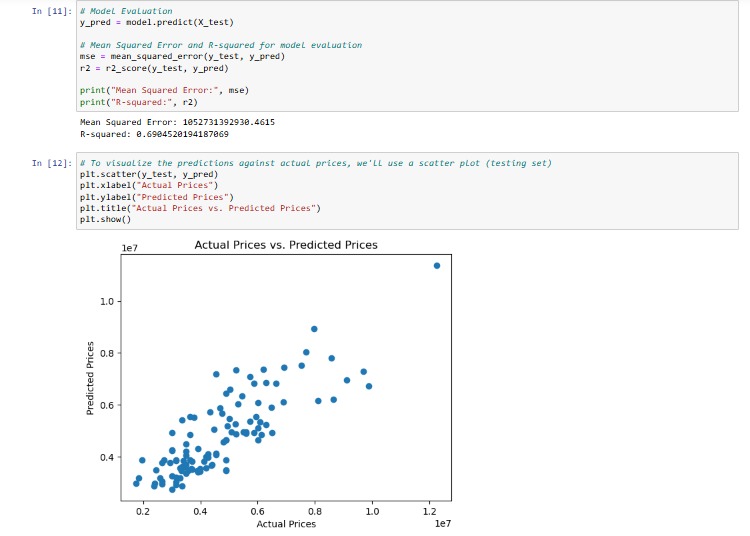 In [11]: # Model Evaluation
y_pred = model.predict(X_test)
# Mean Squared Error and R-squared for model evaluation
mse = mean_squared_error(y_test, y_pred)
r2 = r2_score(y_test, y_pred)
print("Mean Squared Error:", mse)
print("R-squared:", r2)
Mean Squared Error: 1052731392930.4615
R-squared: 0.6904520194187069
In [12]: # To visualize the predictions against actual prices, we'll use a scatter plot (testing set)
plt.scatter(y_test, y_pred)
plt.xlabel("Actual Prices")
plt.ylabel("Predicted Prices")
plt.title("Actual Prices vs. Predicted Prices")
plt.show()
1e7
Actual Prices vs. Predicted Prices
Predicted Prices
1.0
0.8
0.6
0.4
0.2 0.4 0.6 0.8 1.0 1.2
Actual Prices
1e7